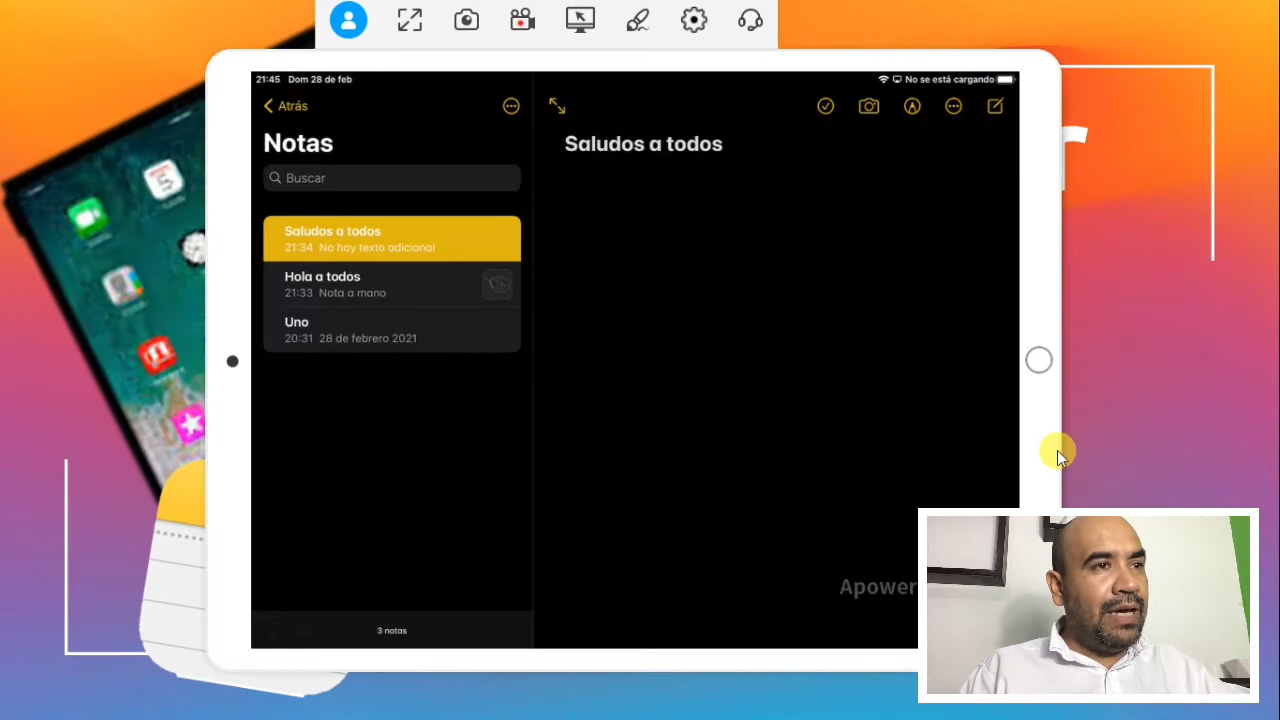 21:45 Dom 28 de feb
No se está cargando
Atrás
Notas
Buscar
Saludos a todos
21:34 No hay texto adicional
Hola a todos
21:33 Nota a mano
Uno
20:31 28 de febrero 2021
3 notas
Saludos a todos
Apower